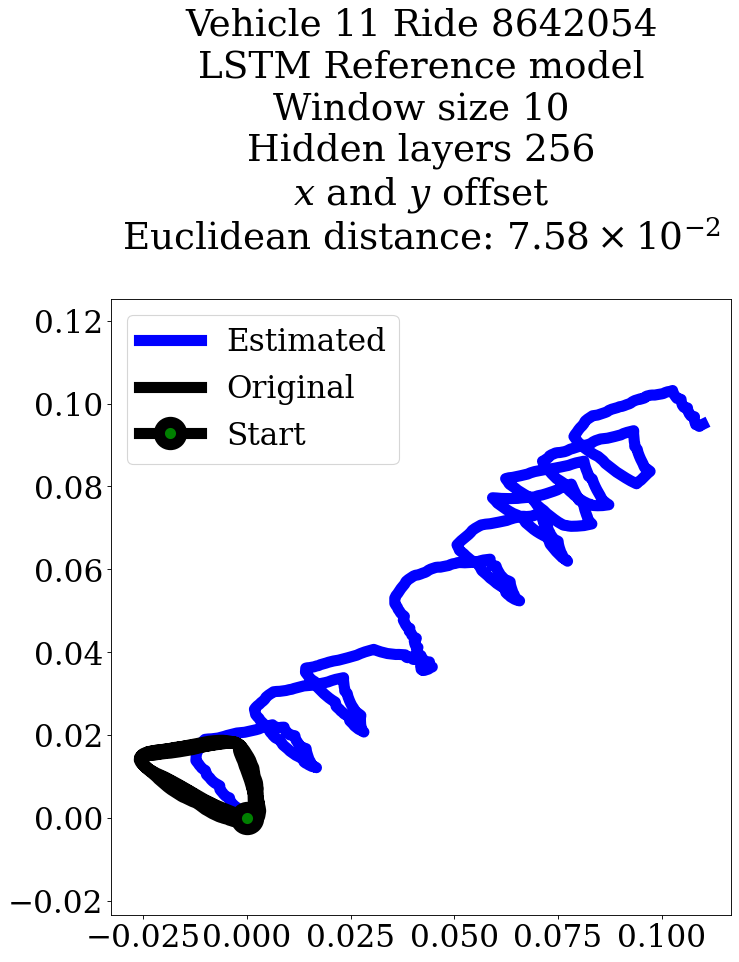 Vehicle 11 Ride 8642054
LSTM Reference model
Window size 10
Hidden layers 256
x and y offset
Euclidean distance: 7.58 × 10⁻²
Estimated
Original
Start
0.12
0.10
0.08
0.06
0.04
0.02
0.00
−0.02
−0.025 0.000 0.025 0.050 0.075 0.100